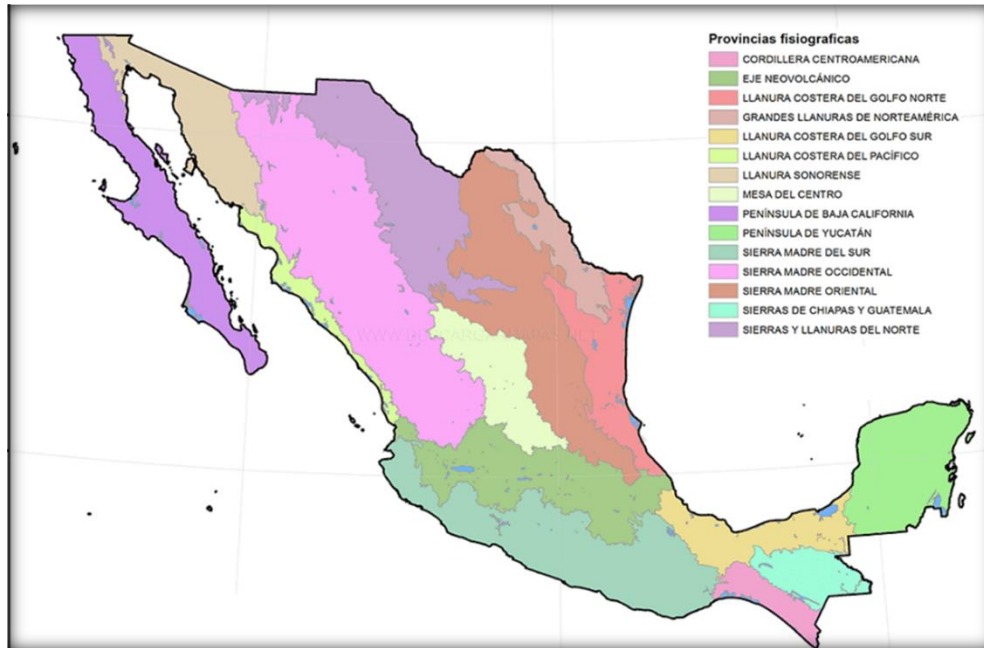 Provincias fisiograficas
CORDILLERA CENTROAMERICANA
EJE NEOVOLCÁNICO
LLANURA COSTERA DEL GOLFO NORTE
GRANDES LLANURAS DE NORTEAMÉRICA
LLANURA COSTERA DEL GOLFO SUR
LLANURA COSTERA DEL PACÍFICO
LLANURA SONORENSE
MESA DEL CENTRO
PENÍNSULA DE BAJA CALIFORNIA
PENÍNSULA DE YUCATÁN
SIERRA MADRE DEL SUR
SIERRA MADRE OCCIDENTAL
SIERRA MADRE ORIENTAL
SIERRAS DE CHIAPAS Y GUATEMALA
SIERRAS Y LLANURAS DEL NORTE